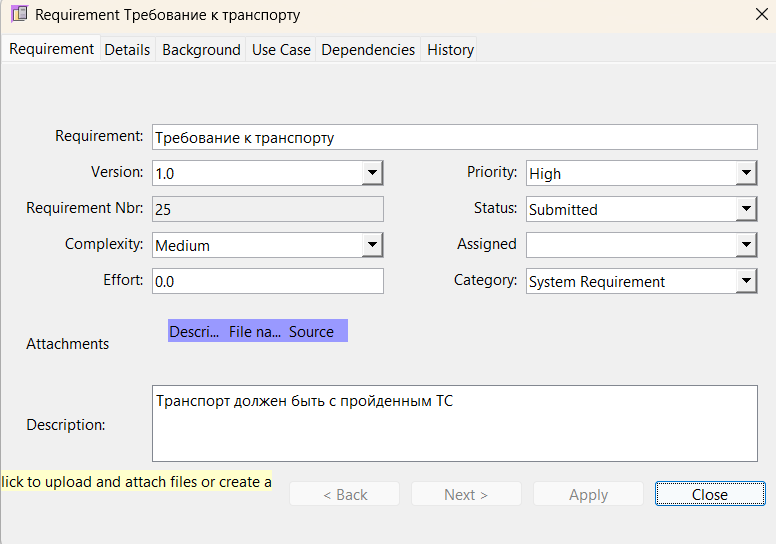 Requirement Требование к транспорту
Requirement Details Background Use Case Dependencies History
Requirement: Требование к транспорту
Version: 1.0 Priority: High
Requirement Nbr: 25 Status: Submitted
Complexity: Medium Assigned
Effort: 0.0 Category: System Requirement
Attachments Descri... File na... Source
Description: Транспорт должен быть с пройденным ТС
lick to upload and attach files or create a
< Back Next > Apply Close